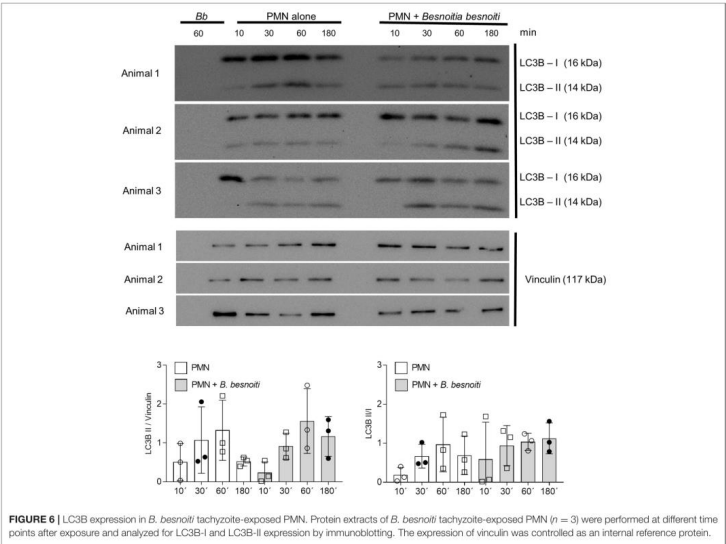 Bb PMN alone PMN + Besnoitia besnoiti
60 10 30 60 180 10 30 60 180 min
Animal 1
LC3B – I (16 kDa)
LC3B – II (14 kDa)
Animal 2
LC3B – I (16 kDa)
LC3B – II (14 kDa)
Animal 3
LC3B – I (16 kDa)
LC3B – II (14 kDa)
Animal 1
Animal 2
Vinculin (117 kDa)
Animal 3
LC3B II / Vinculin
3
2
1
0
PMN
PMN + B. besnoiti
10´ 30´ 60´ 180´ 10´ 30´ 60´ 180´
LC3B II/I
3
2
1
0
PMN
PMN + B. besnoiti
10´ 30´ 60´ 180´ 10´ 30´ 60´ 180´
FIGURE 6 | LC3B expression in B. besnoiti tachyzoite-exposed PMN. Protein extracts of B. besnoiti tachyzoite-exposed PMN (n = 3) were performed at different time
points after exposure and analyzed for LC3B-I and LC3B-II expression by immunoblotting. The expression of vinculin was controlled as an internal reference protein.